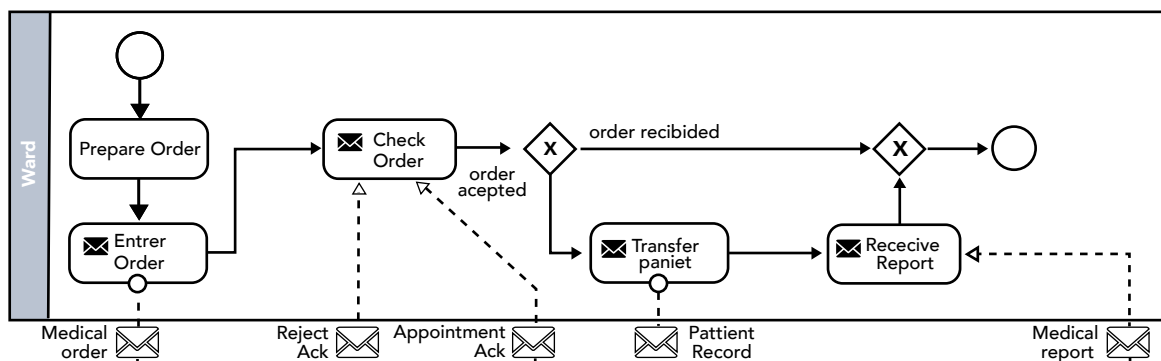 Ward
Prepare Order
Entrer
Order
Check
Order
order
acepted
X
order recibided
X
Transfer
paniet
Rececive
Report
Medical
order
Reject
Ack
Appointment
Ack
Pattient
Record
Medical
report